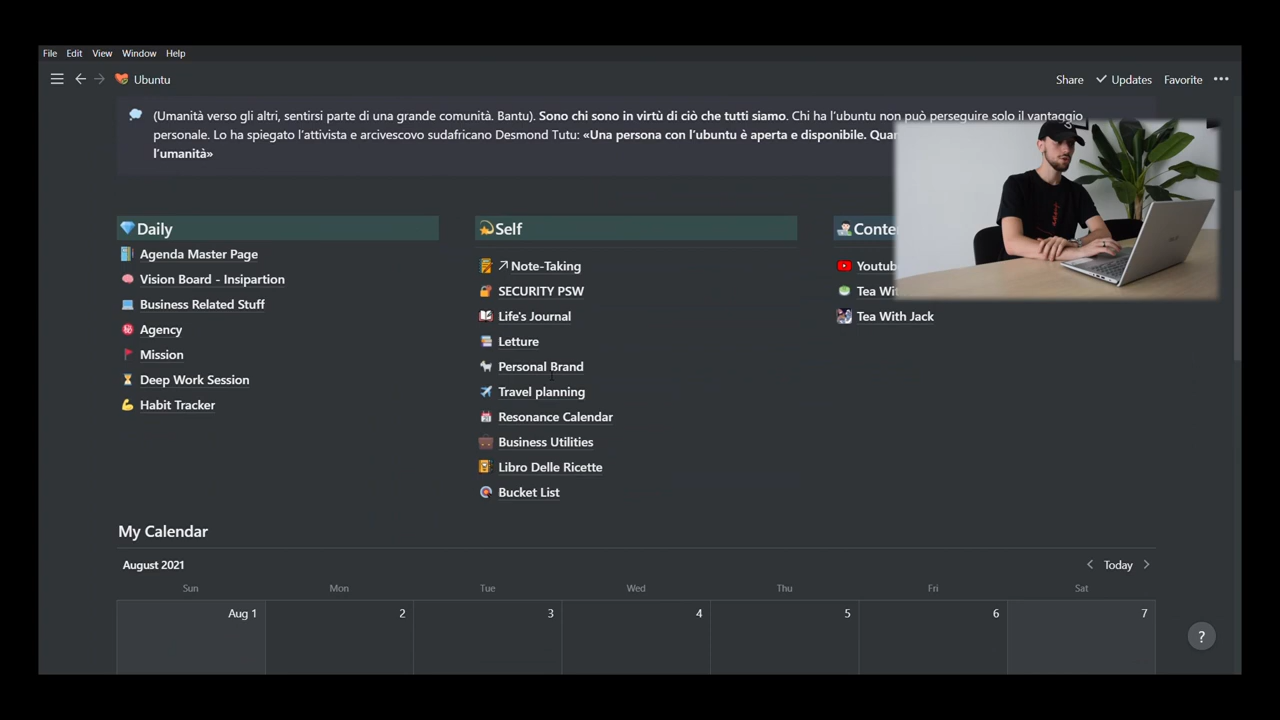 File Edit View Window Help
Ubuntu
Share Updates Favorite
(Umanità verso gli altri, sentirsi parte di una grande comunità. Bantu). Sono chi sono in virtù di ciò che tutti siamo. Chi ha l'ubuntu non può perseguire solo il vantaggio
personale. Lo ha spiegato l'attivista e arcivescovo sudafricano Desmond Tutu: «Una persona con l'ubuntu è aperta e disponibile.
l'umanità»
Daily
Agenda Master Page
Vision Board - Insipartion
Business Related Stuff
Agency
Mission
Deep Work Session
Habit Tracker
Self
Note-Taking
SECURITY PSW
Life's Journal
Letture
Personal Brand
Travel planning
Resonance Calendar
Business Utilities
Libro Delle Ricette
Bucket List
Tea With Jack
My Calendar
August 2021
Today
Sun Mon Tue Wed Thu Fri Sat
Aug 1 2 3 4 5 6 7
?